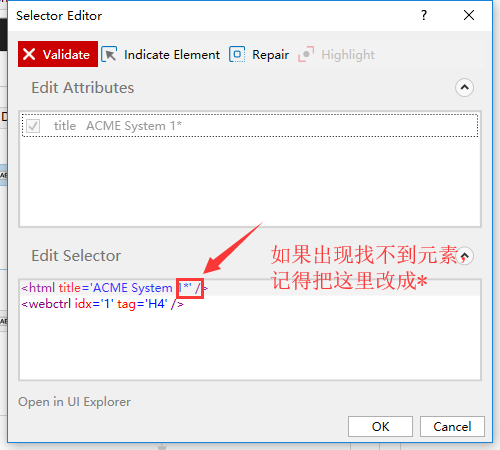 Selector Editor
?
Validate
Indicate Element
Repair
Highlight
Edit Attributes
title ACME System 1*
Edit Selector
如果出现找不到元素，
记得把这里改成*
<html title='ACME System 1*' />
<webctrl idx='1' tag='H4' />
Open in UI Explorer
OK
Cancel